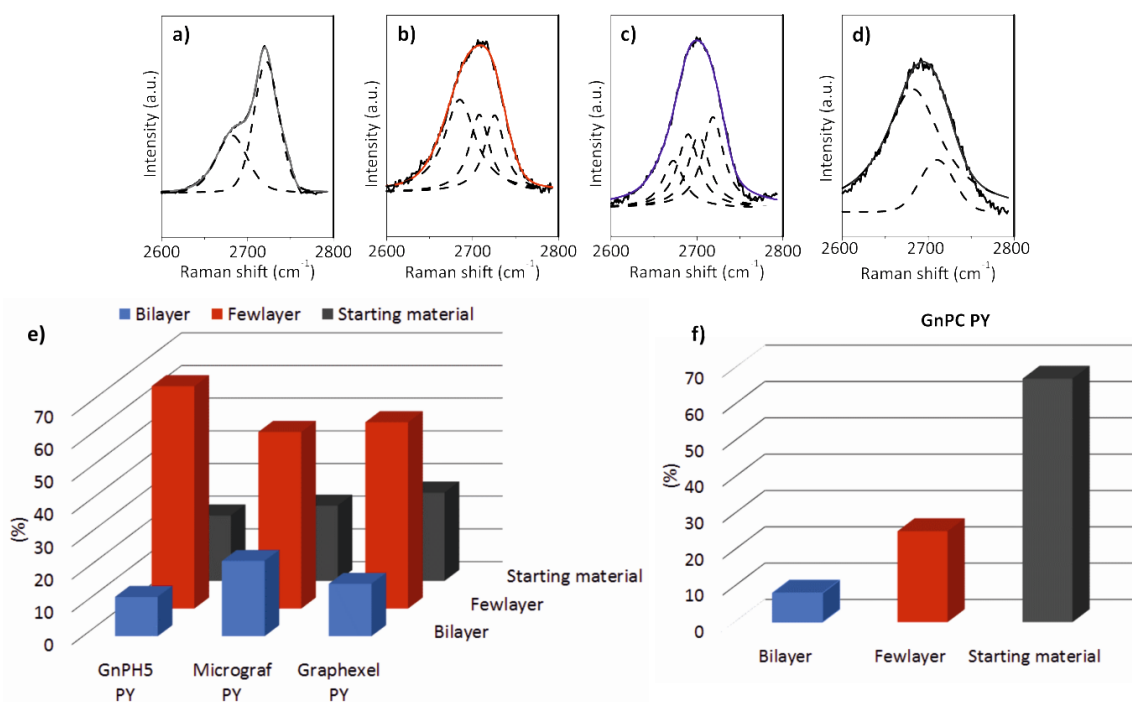 a)
Intensity (a.u.)
2600 2700 2800
Raman shift (cm⁻¹)
b)
Intensity (a.u.)
2600 2700 2800
Raman shift (cm⁻¹)
c)
Intensity (a.u.)
2600 2700 2800
Raman shift (cm⁻¹)
d)
Intensity (a.u.)
2600 2700 2800
Raman shift (cm⁻¹)
e)
Bilayer Fewlayer Starting material
70
60
50
40
30
20
10
0
(%)
Starting material
Fewlayer
Bilayer
GnPH5 Micrograf Graphexel
PY PY PY
f)
GnPC PY
70
60
50
40
30
20
10
0
(%)
Bilayer Fewlayer Starting material